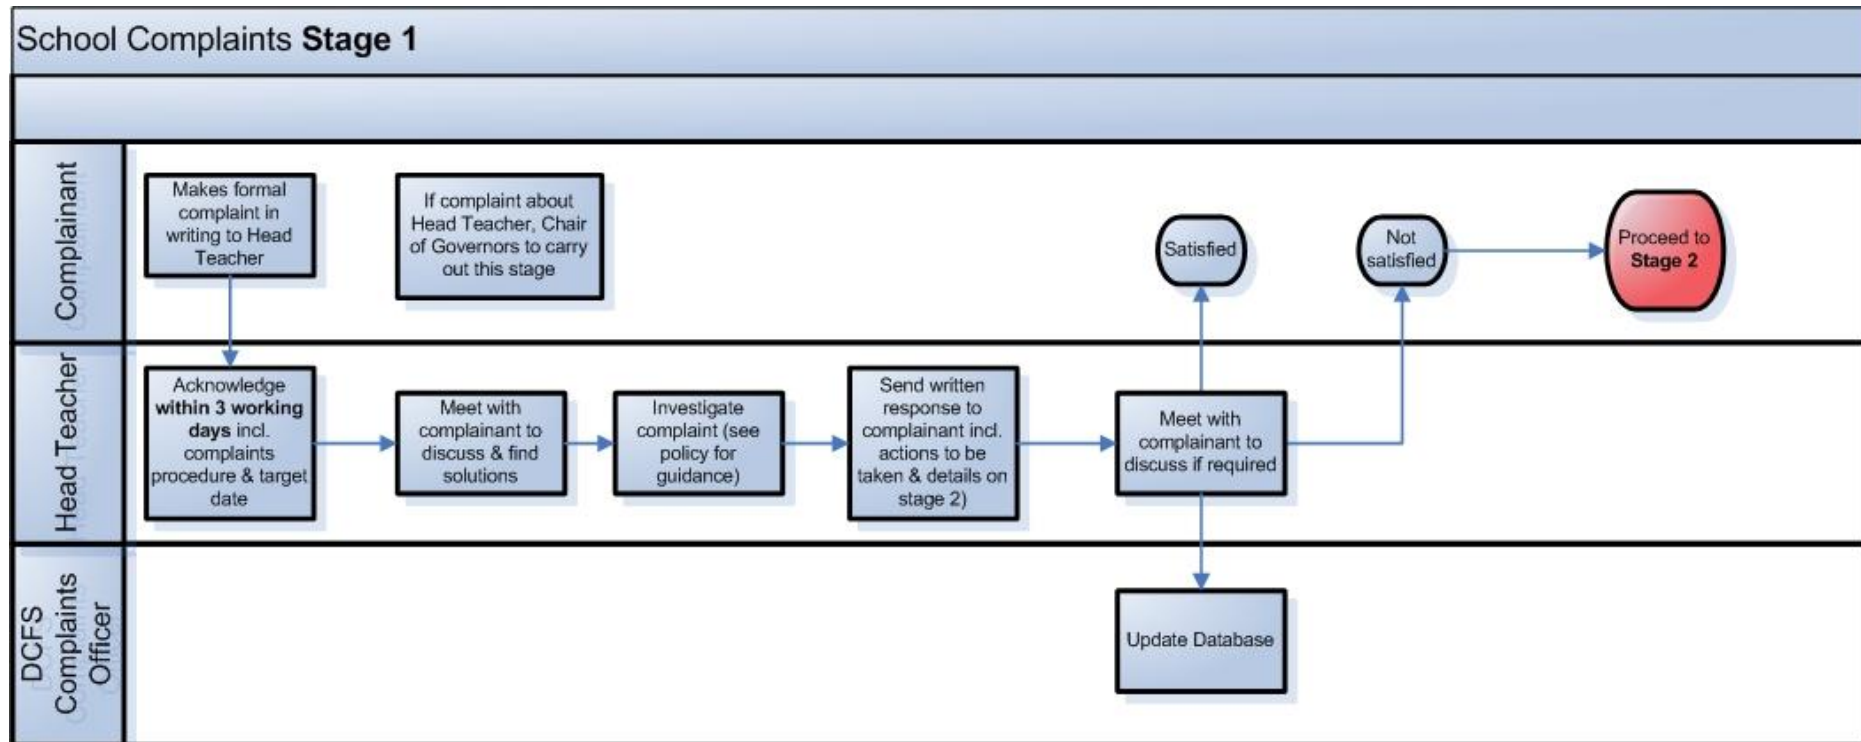 School Complaints Stage 1
Complainant
Makes formal
complaint in
writing to Head
Teacher
If complaint about
Head Teacher, Chair
of Governors to carry
out this stage
Satisfied
Not
satisfied
Proceed to
Stage 2
Head Teacher
Acknowledge
within 3 working
days incl.
complaints
procedure & target
date
Meet with
complainant to
discuss & find
solutions
Investigate
complaint (see
policy for
guidance)
Send written
response to
complainant incl.
actions to be
taken & details on
stage 2)
Meet with
complainant to
discuss if required
DCFS
Complaints
Officer
Update Database